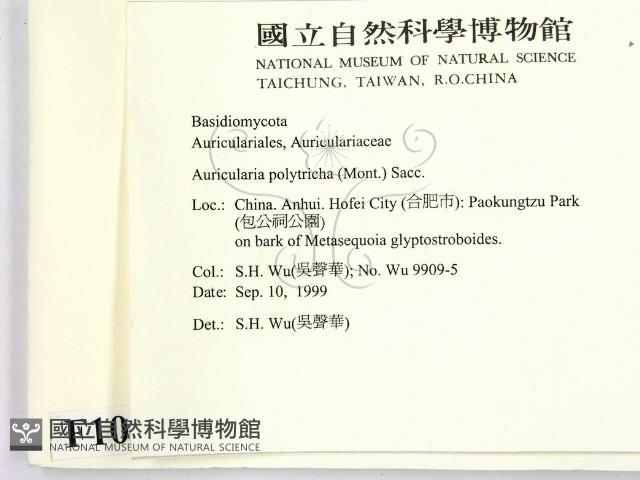 國立自然科學博物館
NATIONAL MUSEUM OF NATURAL SCIENCE
TAICHUNG, TAIWAN, R.O.CHINA
Basidiomycota
Auriculariales, Auriculariaceae
Auricularia polytricha (Mont.) Sacc.
Loc.: China. Anhui. Hofei City (合肥市): Paokungtzu Park
(包公祠公園)
on bark of Metasequoia glyptostroboides.
Col.: S.H. Wu(吳聲華); No. Wu 9909-5
Date: Sep. 10, 1999
Det.: S.H. Wu(吳聲華)
F10
國立自然科學博物館
NATIONAL MUSEUM OF NATURAL SCIENCE